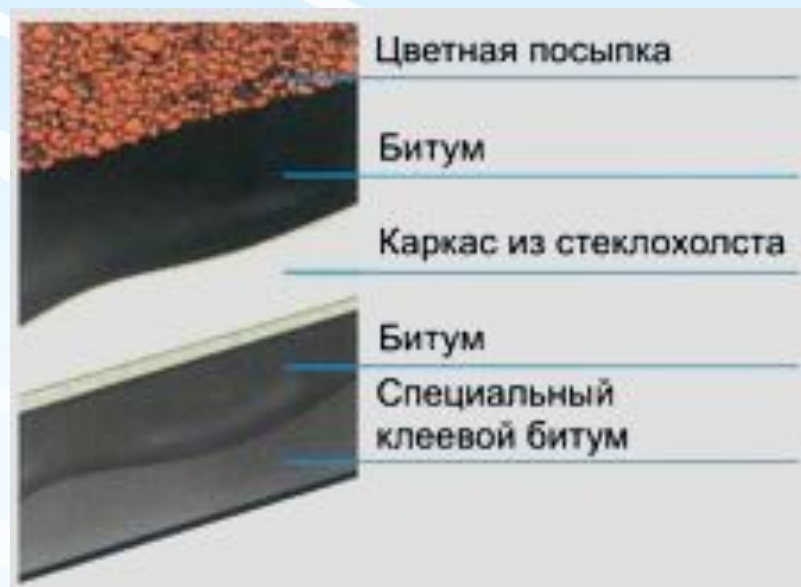 Цветная посыпка
Битум
Каркас из стеклохолста
Битум
Специальный
клеевой битум